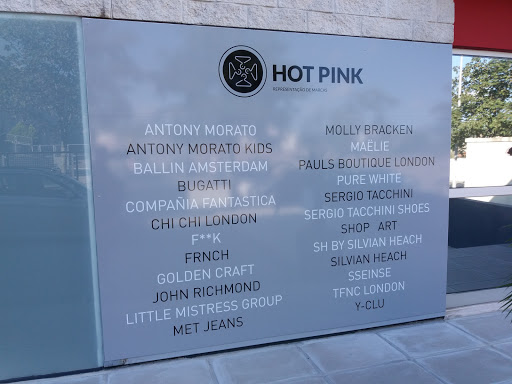 HOT PINK
REPRESENTAÇÃO DE MARCAS
ANTONY MORATO
ANTONY MORATO KIDS
BALLIN AMSTERDAM
BUGATTI
COMPAÑIA FANTASTICA
CHI CHI LONDON
F**K
FRNCH
GOLDEN CRAFT
JOHN RICHMOND
LITTLE MISTRESS GROUP
MET JEANS
MOLLY BRACKEN
MAËLIE
PAULS BOUTIQUE LONDON
PURE WHITE
SERGIO TACCHINI
SERGIO TACCHINI SHOES
SHOP ART
SH BY SILVIAN HEACH
SILVIAN HEACH
SSEINSE
TFNC LONDON
Y-CLU